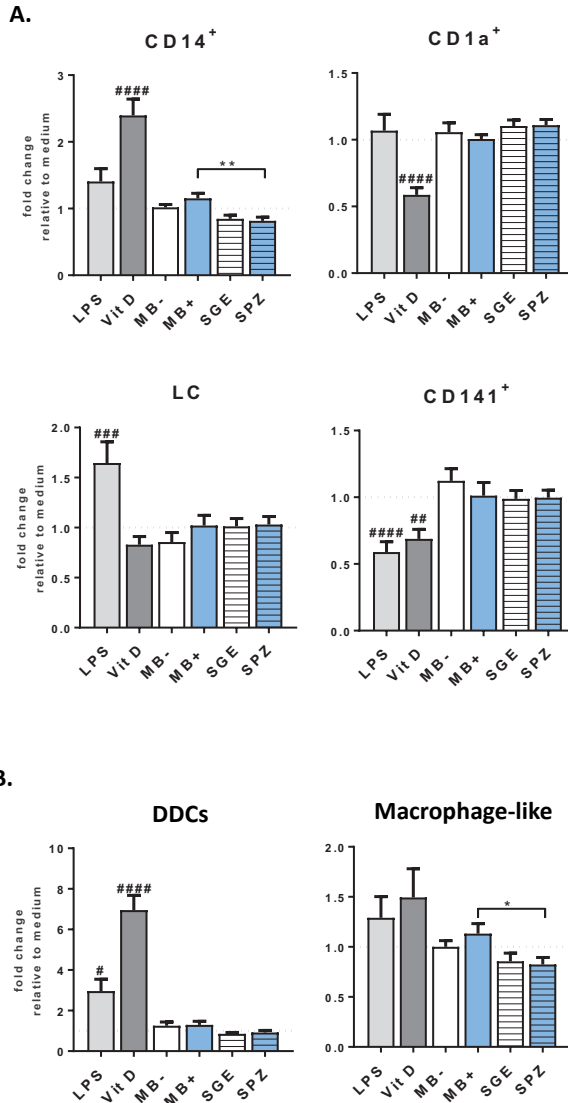 A.
CD14+
CD1a+
####
**
fold change
relative to medium
3
2
1
0
LPS
Vit D
MB-
MB+
SGE
SPZ
####
1.5
1.0
0.5
0.0
LPS
Vit D
MB-
MB+
SGE
SPZ
LC
CD141+
###
fold change
relative to medium
2.0
1.5
1.0
0.5
0.0
LPS
Vit D
MB-
MB+
SGE
SPZ
####
##
1.5
1.0
0.5
0.0
LPS
Vit D
MB-
MB+
SGE
SPZ
B.
DDCs
Macrophage-like
#
####
fold change
relative to medium
10
8
6
4
2
0
LPS
Vit D
MB-
MB+
SGE
SPZ
*
2.0
1.5
1.0
0.5
0.0
LPS
Vit D
MB-
MB+
SGE
SPZ